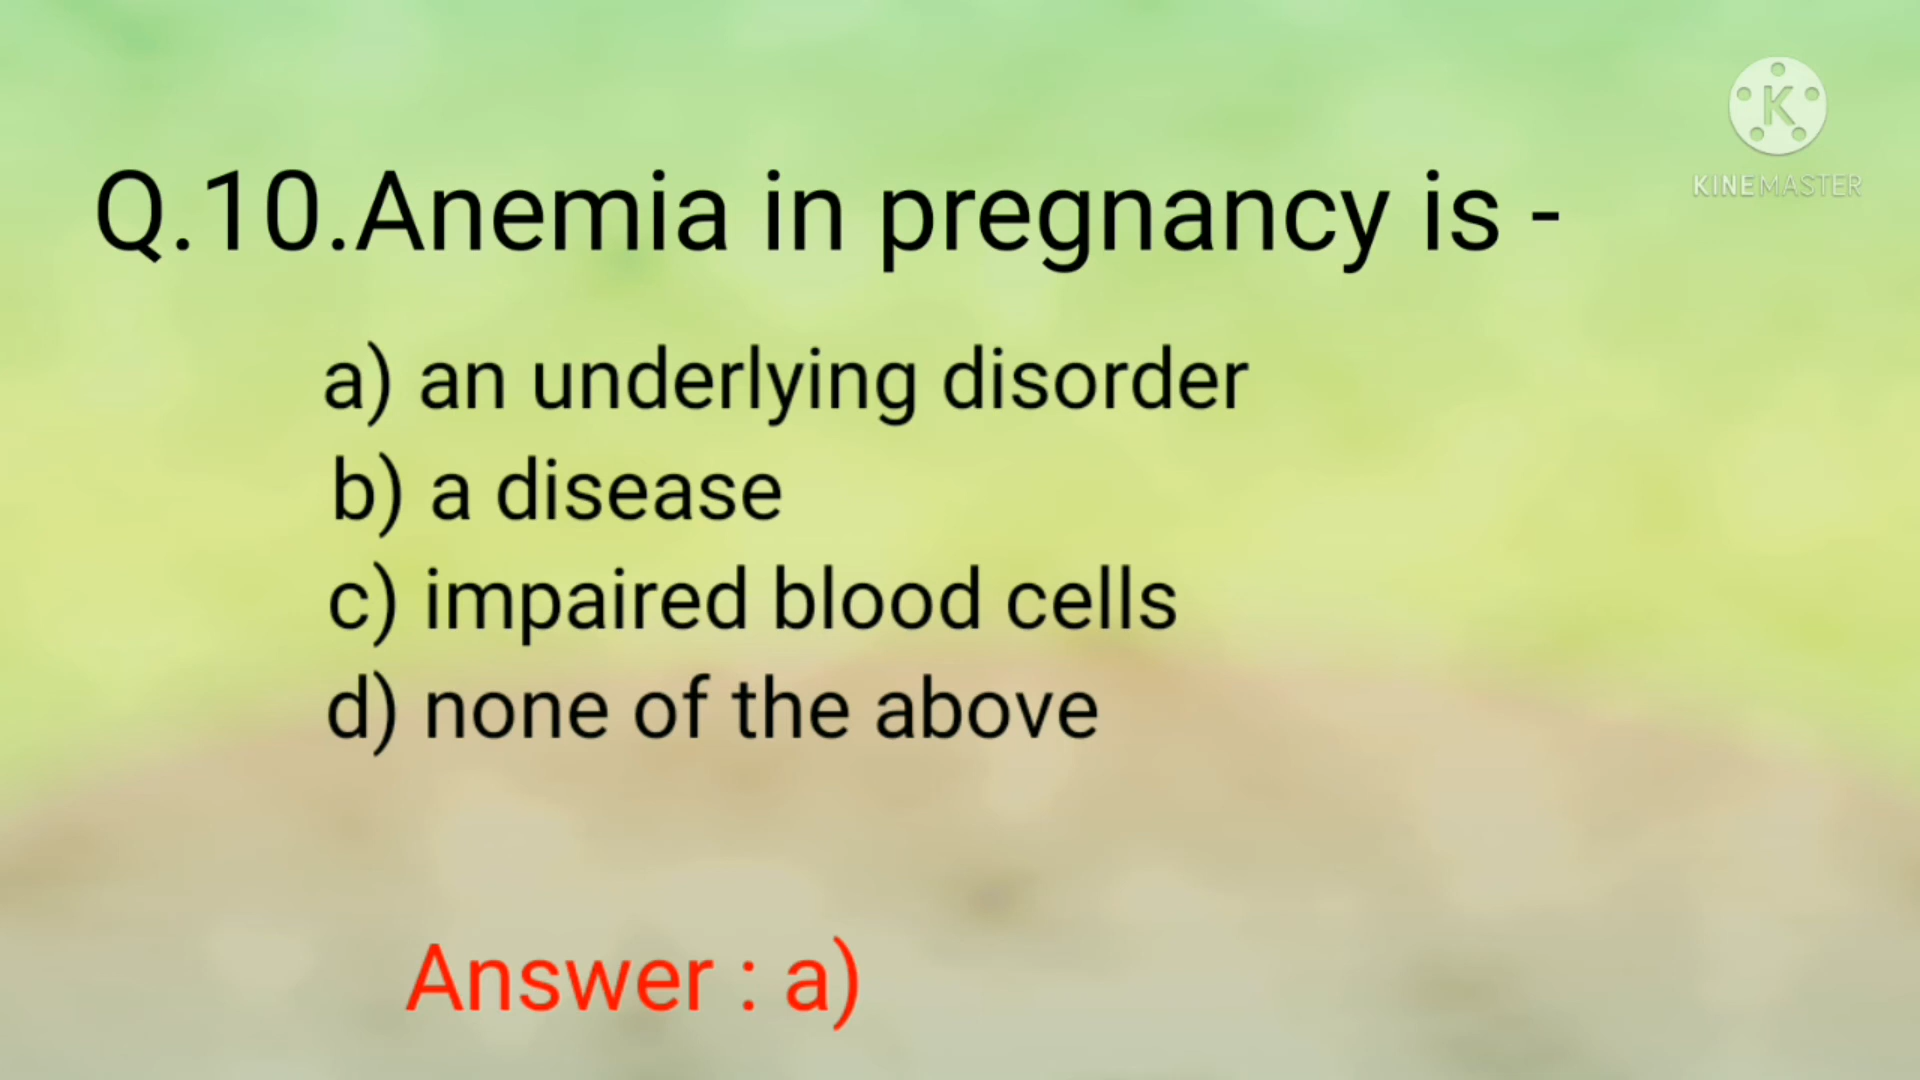 KINEMASTER
Q.10.Anemia in pregnancy is -
a) an underlying disorder
b) a disease
c) impaired blood cells
d) none of the above
Answer : a)